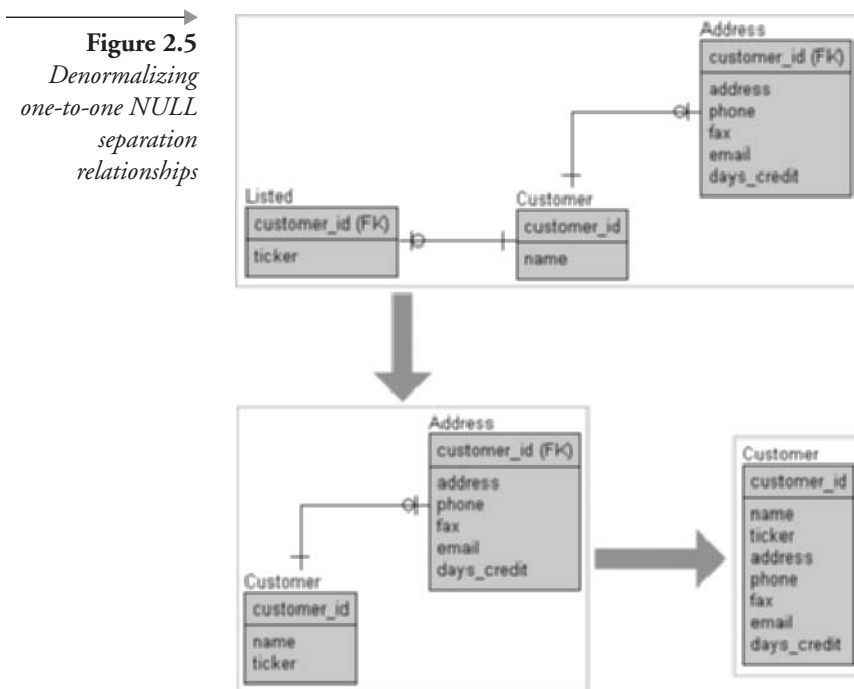 Figure 2.5
Denormalizing
one-to-one NULL
separation
relationships
Address
customer_id (FK)
address
phone
fax
email
days_credit
Listed
customer_id (FK)
ticker
Customer
customer_id
name
Address
customer_id (FK)
address
phone
fax
email
days_credit
Customer
customer_id
name
ticker
Customer
customer_id
name
ticker
address
phone
fax
email
days_credit